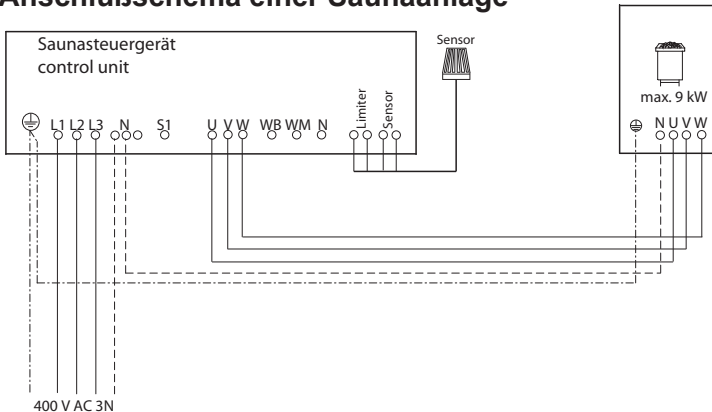 Anschlußschema einer Saunaanlage
Saunasteuergerät
control unit
Sensor
max. 9 kW
L1 L2 L3 N S1 U V W WB WM N
Limiter
Sensor
N U V W
400 V AC 3N